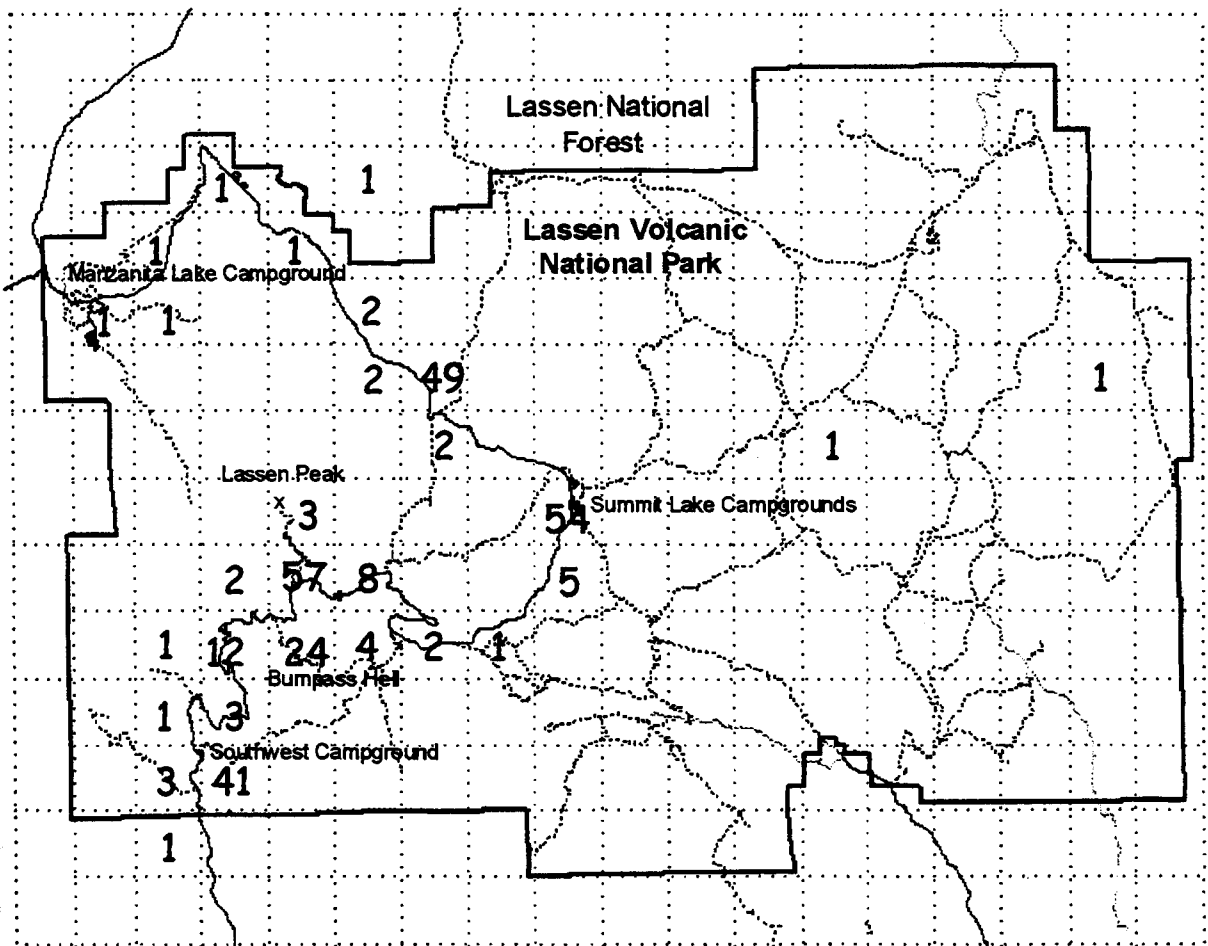 Lassen National
Forest
1
1
Lassen Volcanic
National Park
1
1
Manzanita Lake Campground
1
1
2
2
49
1
2
1
Lassen Peak
x
3
Summit Lake Campgrounds
54
2
57
8
5
1
12
24
4
2
1
Bumpass Hell
1
3
Southwest Campground
3
41
1